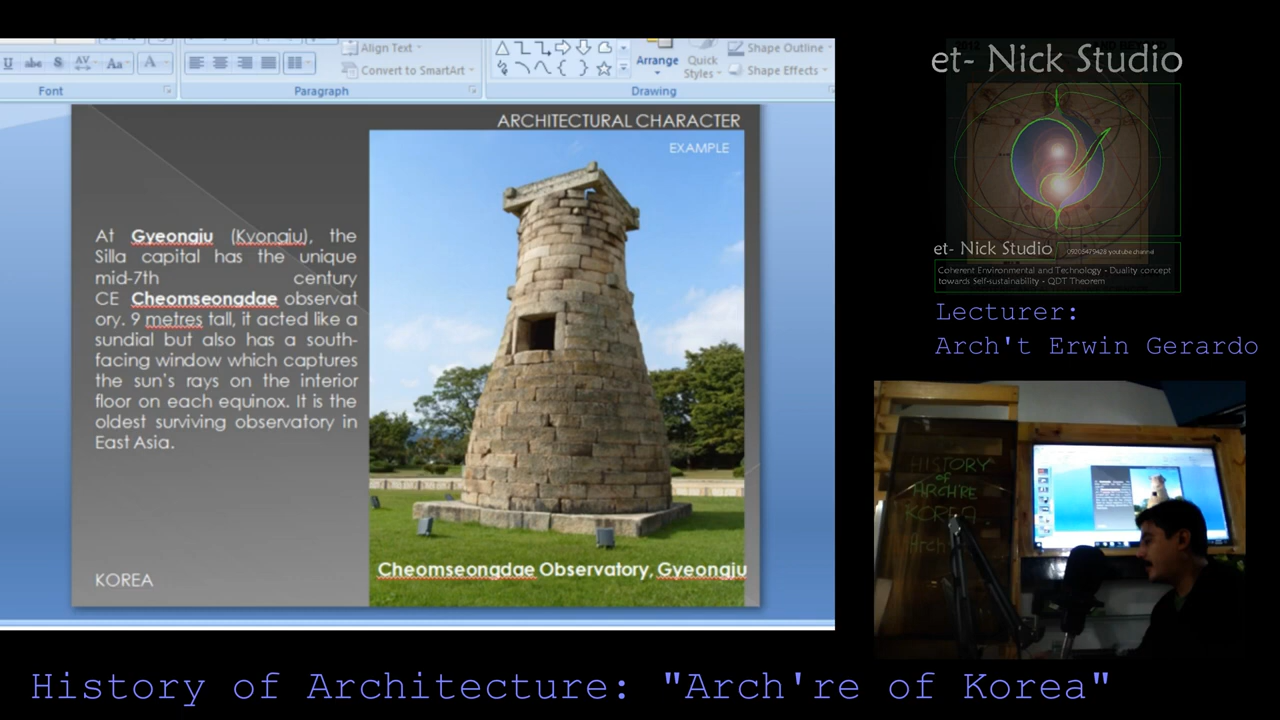 Align Text
Convert to SmartArt
Arrange
Quick
Styles
Shape Outline
Shape Effects
U abc S AV Aa A
Font
Paragraph
Drawing
ARCHITECTURAL CHARACTER
EXAMPLE
At Gyeongju (Kyongju), the
Silla capital has the unique
mid-7th century
CE Cheomseongdae observat
ory. 9 metres tall, it acted like a
sundial but also has a south-
facing window which captures
the sun's rays on the interior
floor on each equinox. It is the
oldest surviving observatory in
East Asia.
KOREA
Cheomseongdae Observatory, Gyeongju
et- Nick Studio
et- Nick Studio
Coherent Environmental and Technology - Duality concept
towards Self-sustainability - QDT Theorem
Lecturer:
Arch't Erwin Gerardo
HISTORY
of
ARCH'RE
KOREA
Arch
History of Architecture: "Arch're of Korea"